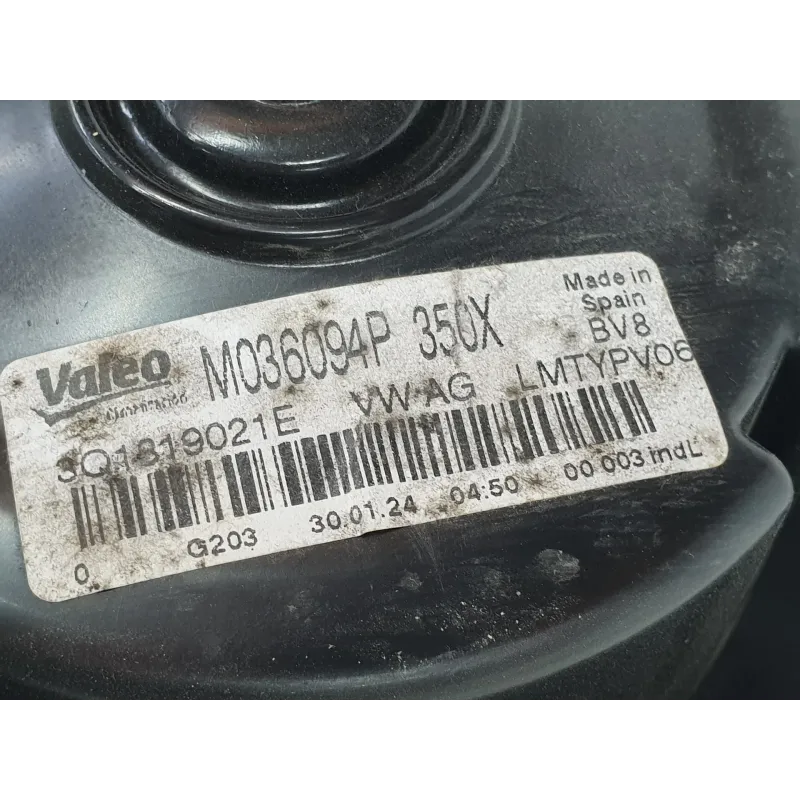 Valeo M036094P 350X Made in
Spain
Climatización BV8
3Q1819021E VW AG LMTYPV06
0 G203 30.01.24 04:50 00 003 indL